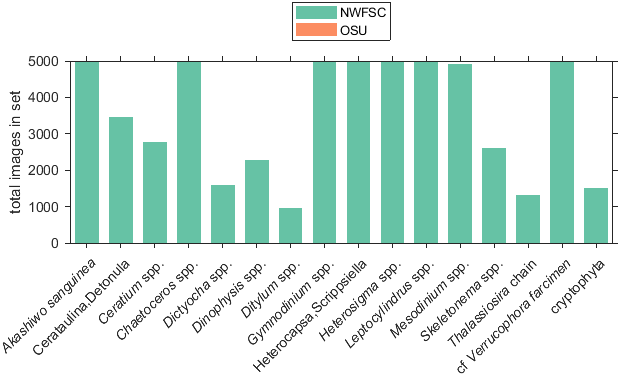 NWFSC
OSU
total images in set
5000
4000
3000
2000
1000
0
Akashiwo sanguinea
Cerataulina,Detonula
Ceratium spp.
Chaetoceros spp.
Dictyocha spp.
Dinophysis spp.
Ditylum spp.
Gymnodinium spp.
Heterocapsa,Scrippsiella
Heterosigma spp.
Leptocylindrus spp.
Mesodinium spp.
Skeletonema spp.
Thalassiosira chain
cf Verrucophora farcimen
cryptophyta